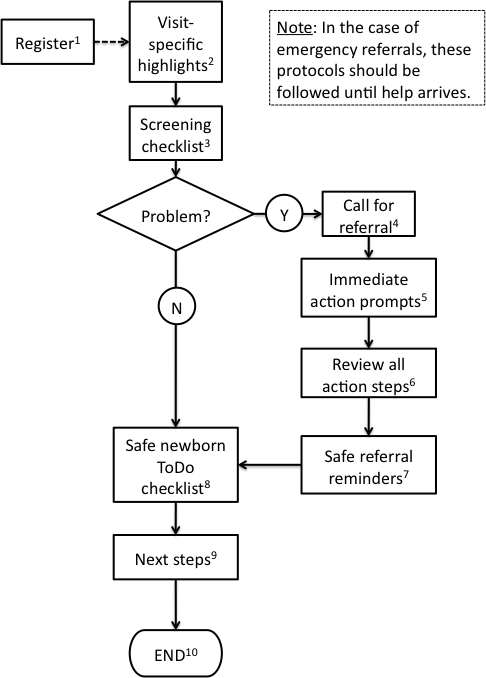 Register¹
Visit-
specific
highlights²
Note: In the case of
emergency referrals, these
protocols should be
followed until help arrives.
Screening
checklist³
Problem?
Y
Call for
referral⁴
Immediate
action prompts⁵
N
Review all
action steps⁶
Safe newborn
ToDo
checklist⁸
Safe referral
reminders⁷
Next steps⁹
END¹⁰